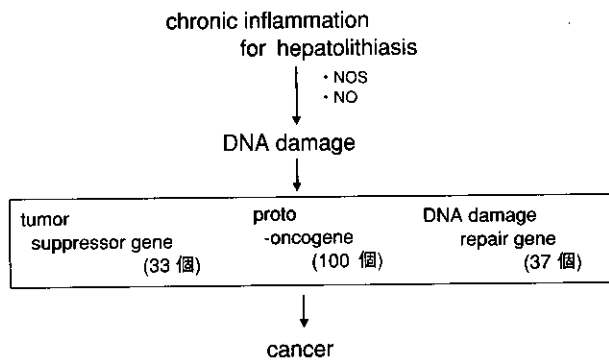 chronic inflammation
for hepatolithiasis
・NOS
・NO
DNA damage
tumor
suppressor gene
(33 個)
proto
-oncogene
(100 個)
DNA damage
repair gene
(37 個)
cancer